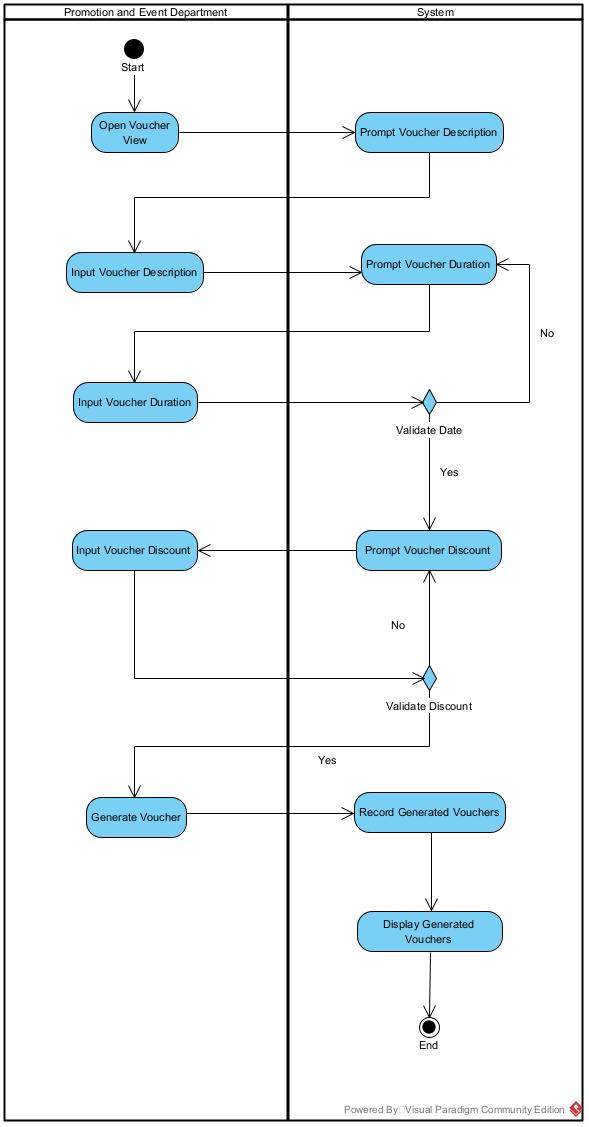 Promotion and Event Department
System
Start
Open Voucher
View
Prompt Voucher Description
Input Voucher Description
Prompt Voucher Duration
No
Input Voucher Duration
Validate Date
Yes
Input Voucher Discount
Prompt Voucher Discount
No
Validate Discount
Yes
Generate Voucher
Record Generated Vouchers
Display Generated
Vouchers
End
Powered By Visual Paradigm Community Edition